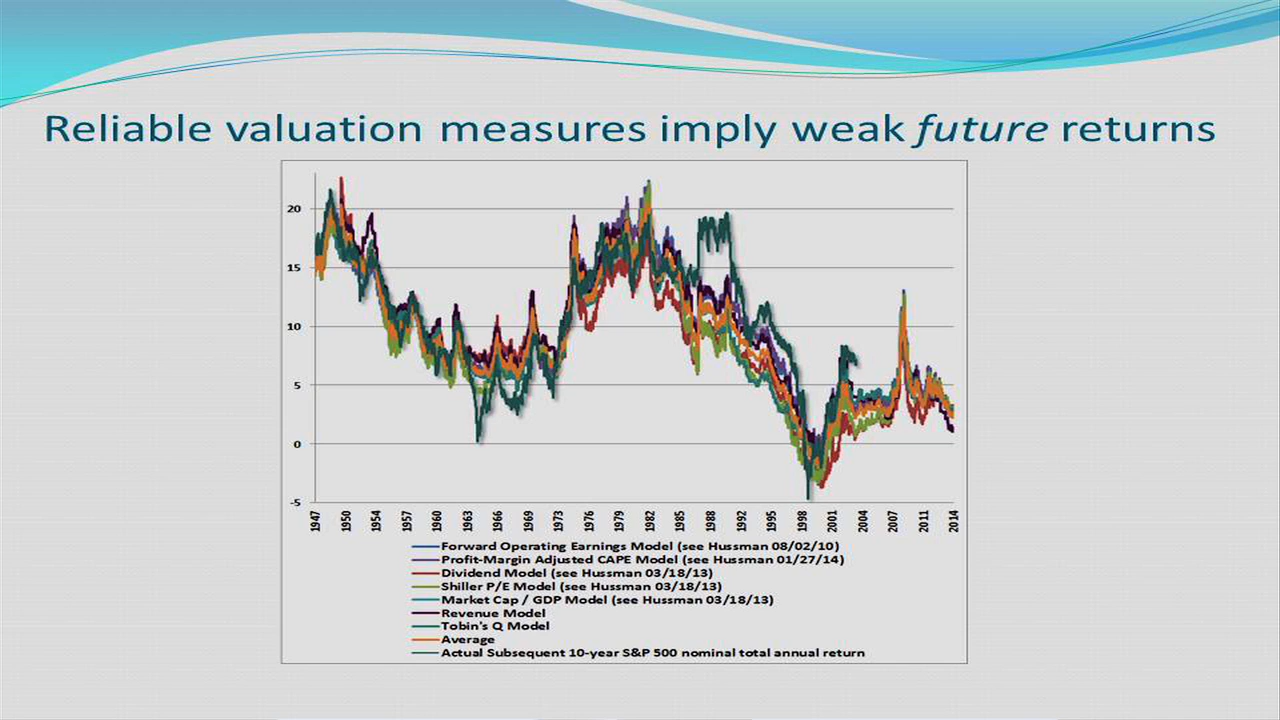 Reliable valuation measures imply weak future returns
20
15
10
5
0
-5
1947 1950 1954 1957 1960 1963 1966 1969 1973 1976 1979 1982 1985 1988 1992 1995 1998 2001 2004 2007 2011 2014
Forward Operating Earnings Model (see Hussman 08/02/10)
Profit-Margin Adjusted CAPE Model (see Hussman 01/27/14)
Dividend Model (see Hussman 03/18/13)
Shiller P/E Model (see Hussman 03/18/13)
Market Cap / GDP Model (see Hussman 03/18/13)
Revenue Model
Tobin's Q Model
Average
Actual Subsequent 10-year S&P 500 nominal total annual return